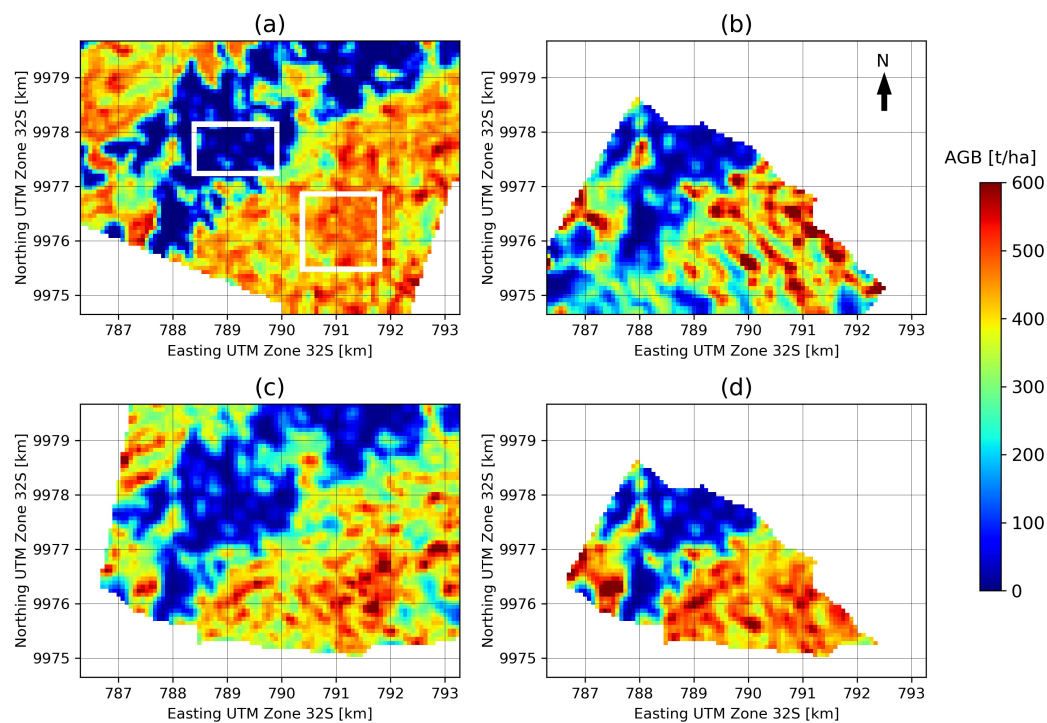 (a)
(b)
9979
9978
9977
9976
9975
Northing UTM Zone 32S [km]
787 788 789 790 791 792 793
Easting UTM Zone 32S [km]
9979
9978
9977
9976
9975
Northing UTM Zone 32S [km]
N
787 788 789 790 791 792 793
Easting UTM Zone 32S [km]
AGB [t/ha]
600
500
400
300
200
100
0
(c)
(d)
9979
9978
9977
9976
9975
Northing UTM Zone 32S [km]
787 788 789 790 791 792 793
Easting UTM Zone 32S [km]
9979
9978
9977
9976
9975
Northing UTM Zone 32S [km]
787 788 789 790 791 792 793
Easting UTM Zone 32S [km]